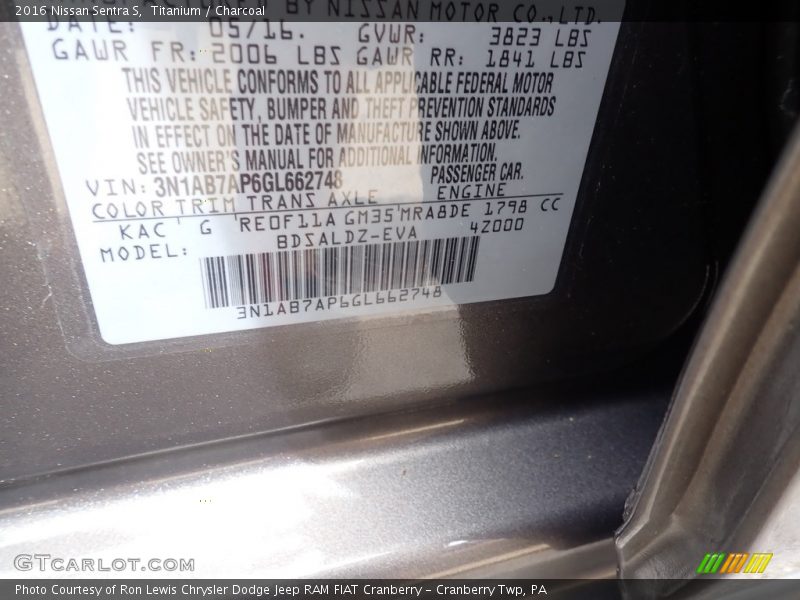 2016 Nissan Sentra S, Titanium / Charcoal
BY NISSAN MOTOR CO., LTD.
DATE: 05/16. GVWR: 3823 LBS
GAWR FR: 2006 LBS GAWR RR: 1841 LBS
THIS VEHICLE CONFORMS TO ALL APPLICABLE FEDERAL MOTOR
VEHICLE SAFETY, BUMPER AND THEFT PREVENTION STANDARDS
IN EFFECT ON THE DATE OF MANUFACTURE SHOWN ABOVE.
SEE OWNER'S MANUAL FOR ADDITIONAL INFORMATION.
VIN: 3N1AB7AP6GL662748 PASSENGER CAR.
COLOR TRIM TRANS AXLE ENGINE
KAC G RE0F11A GM35 MRA8DE 1798 CC
MODEL: BDSALDZ-EVA 4Z000
3N1AB7AP6GL662748
GTCARLOT.COM
Photo Courtesy of Ron Lewis Chrysler Dodge Jeep RAM FIAT Cranberry - Cranberry Twp, PA